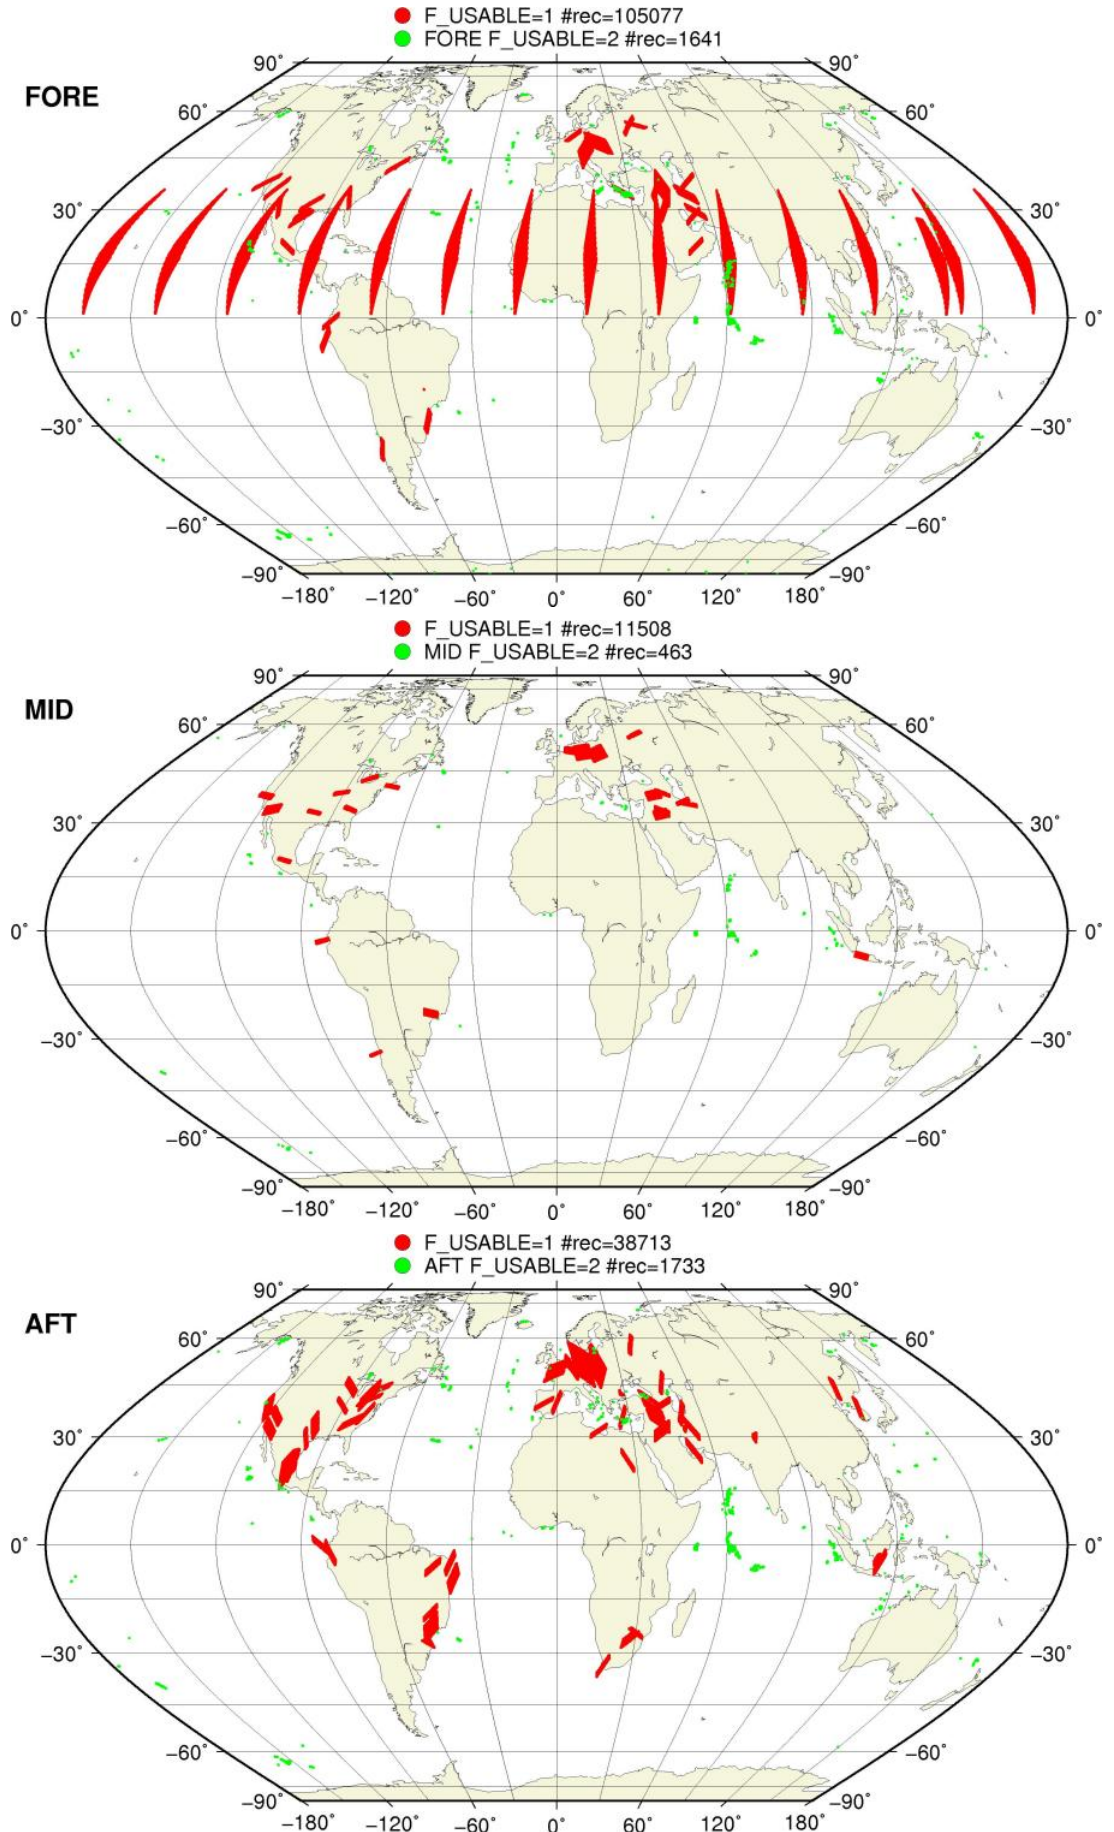 F_USABLE=1 #rec=105077
FORE F_USABLE=2 #rec=1641
FORE
90° 90°
60° 60°
30° 30°
0° 0°
−30° −30°
−60° −60°
−90° −90°
−180° −120° −60° 0° 60° 120° 180°
F_USABLE=1 #rec=11508
MID F_USABLE=2 #rec=463
MID
90° 90°
60° 60°
30° 30°
0° 0°
−30° −30°
−60° −60°
−90° −90°
−180° −120° −60° 0° 60° 120° 180°
F_USABLE=1 #rec=38713
AFT F_USABLE=2 #rec=1733
AFT
90° 90°
60° 60°
30° 30°
0° 0°
−30° −30°
−60° −60°
−90° −90°
−180° −120° −60° 0° 60° 120° 180°